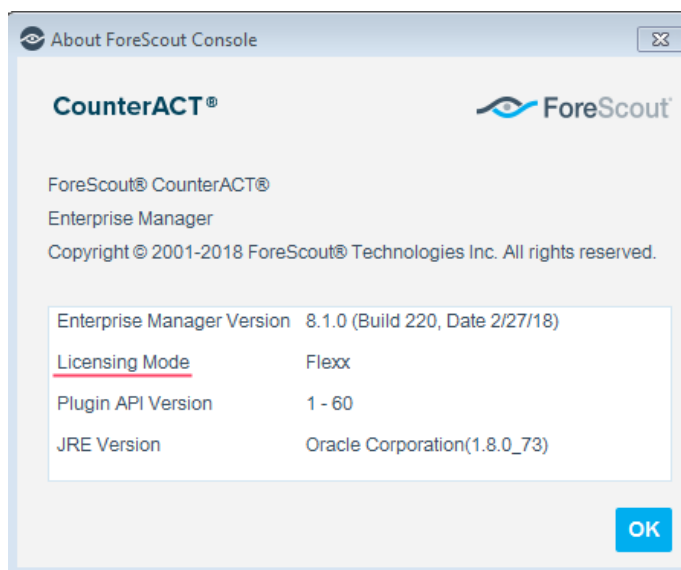 About ForeScout Console
CounterACT®
ForeScout
ForeScout® CounterACT®
Enterprise Manager
Copyright © 2001-2018 ForeScout® Technologies Inc. All rights reserved.
Enterprise Manager Version 8.1.0 (Build 220, Date 2/27/18)
Licensing Mode Flexx
Plugin API Version 1 - 60
JRE Version Oracle Corporation(1.8.0_73)
OK